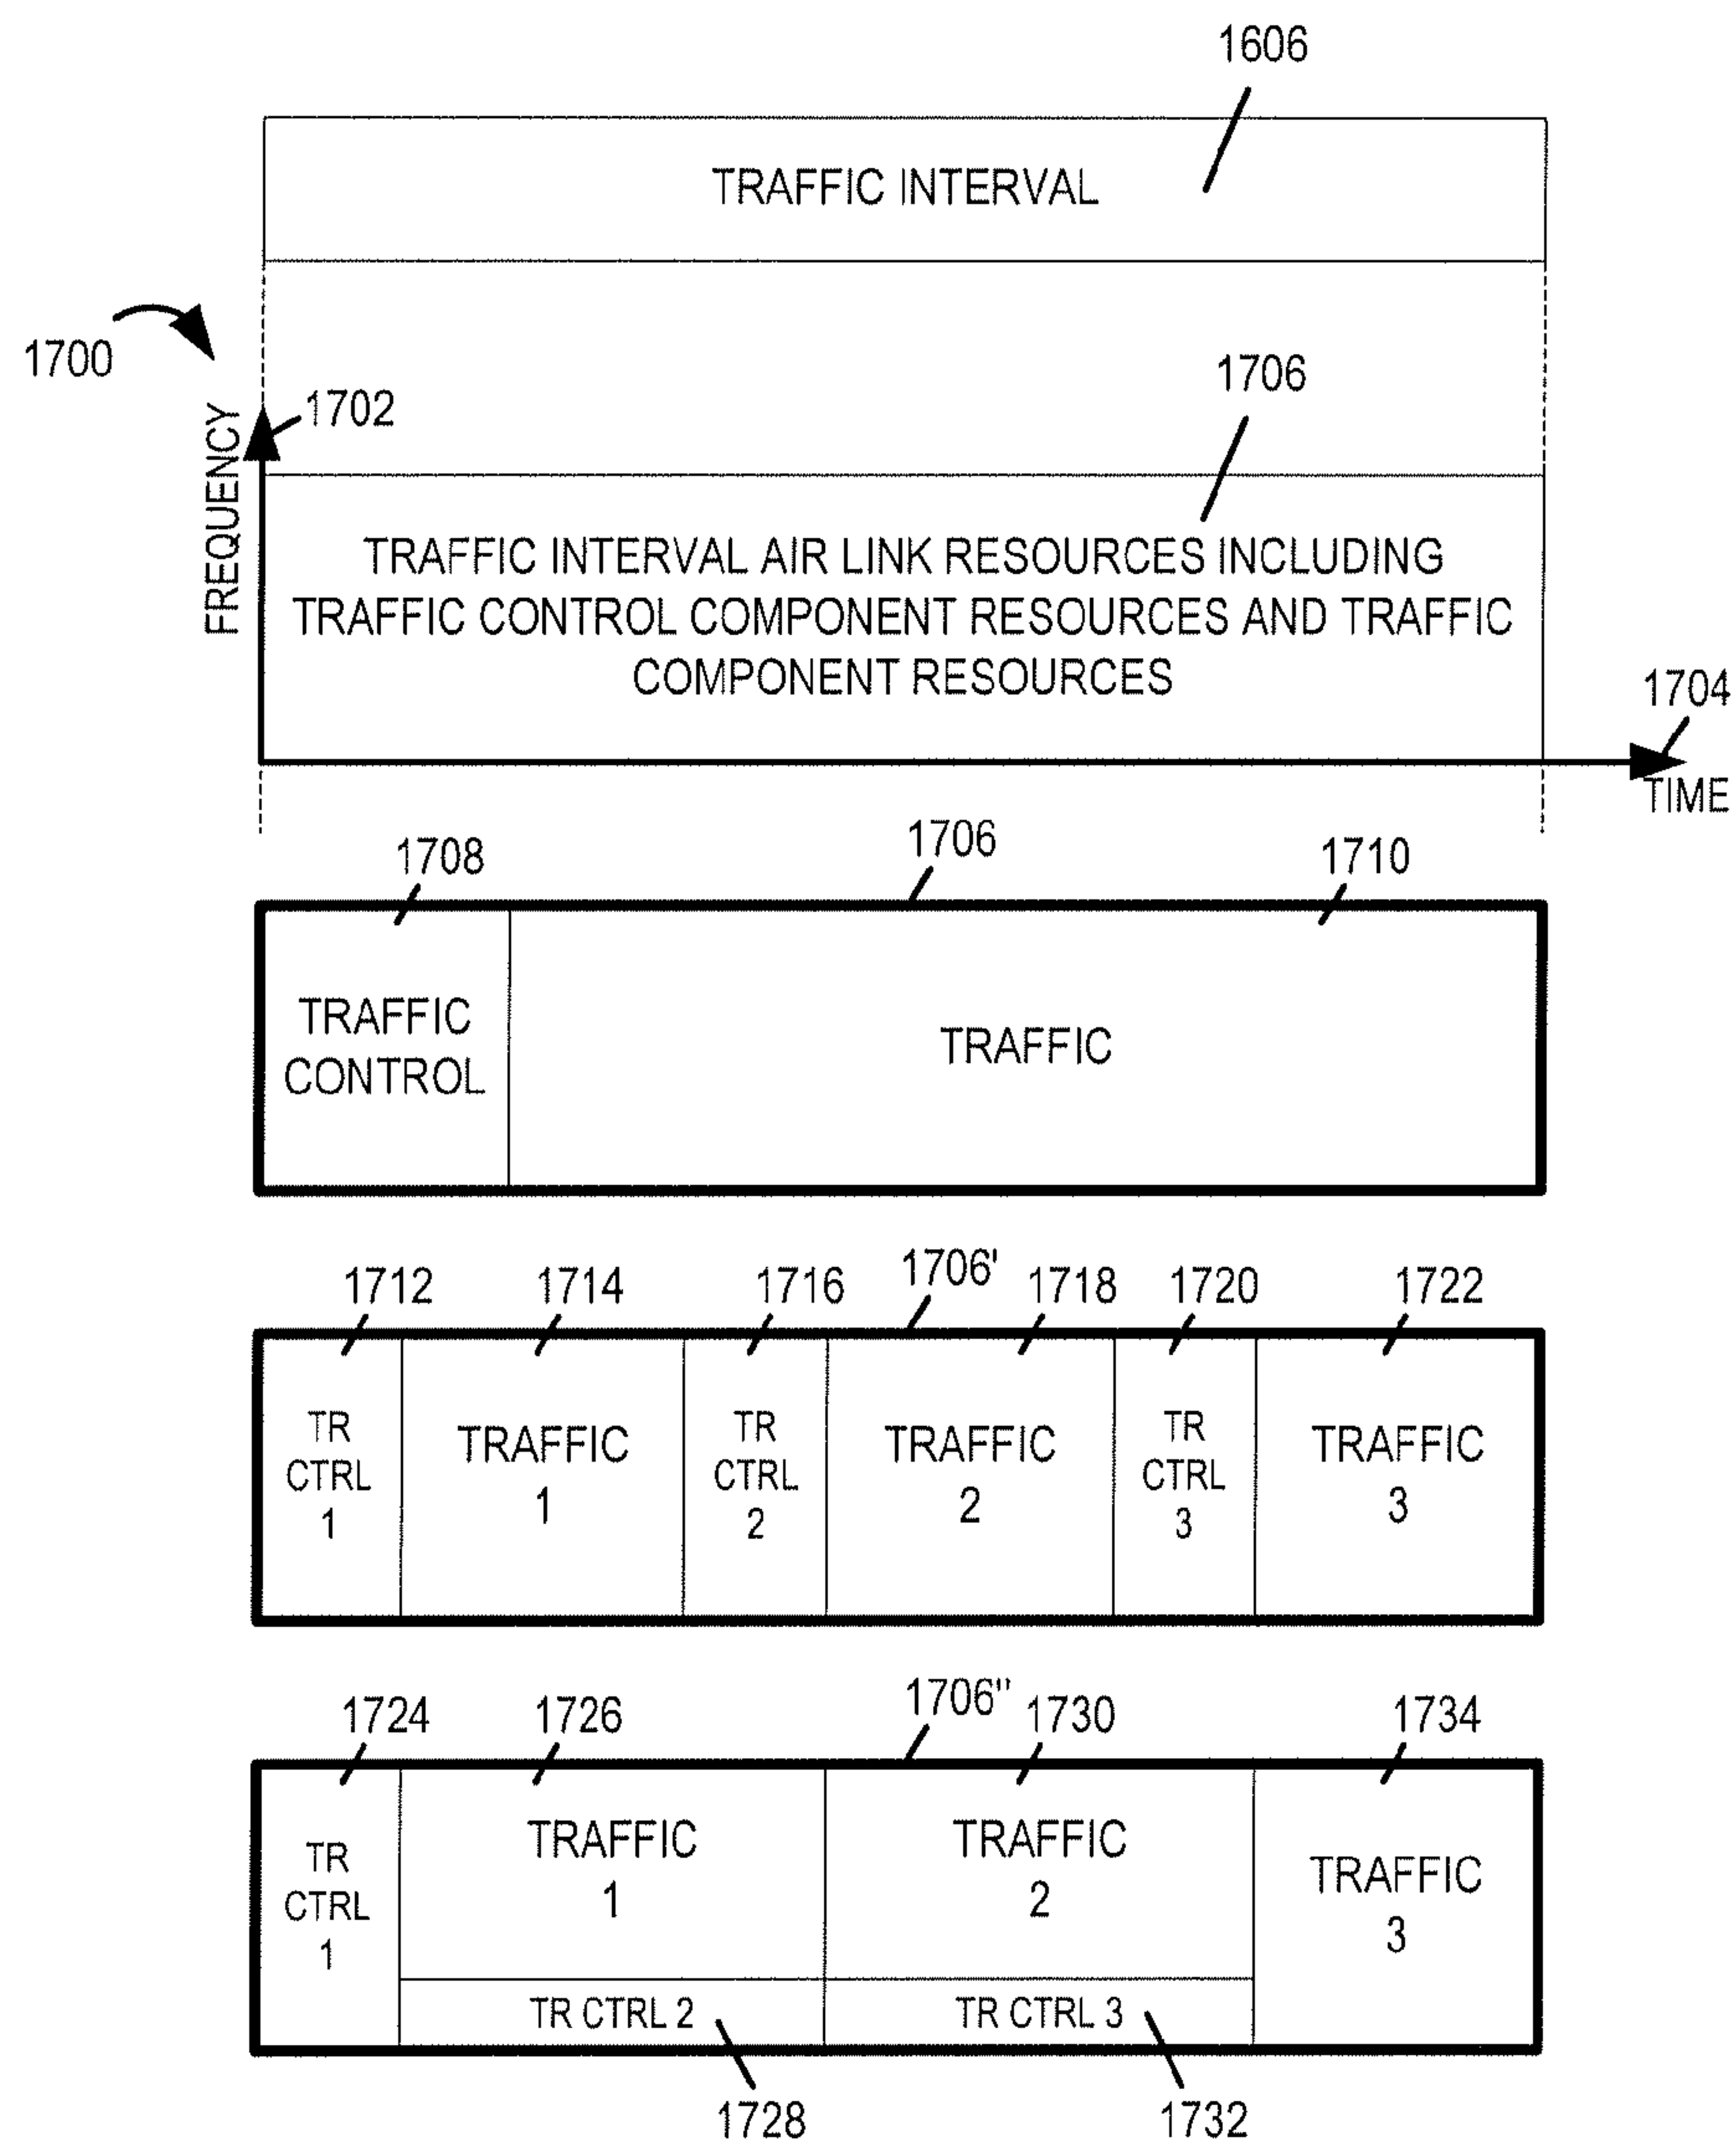 1606
TRAFFIC INTERVAL
1700
1706
1702
FREQUENCY
TRAFFIC INTERVAL AIR LINK RESOURCES INCLUDING
TRAFFIC CONTROL COMPONENT RESOURCES AND TRAFFIC
COMPONENT RESOURCES
1704
TIME
1708
1706
1710
TRAFFIC
CONTROL
TRAFFIC
1712
1714
1716
1706'
1718
1720
1722
TR
CTRL
1
TRAFFIC
1
TR
CTRL
2
TRAFFIC
2
TR
CTRL
3
TRAFFIC
3
1724
1726
1706"
1730
1734
TR
CTRL
1
TRAFFIC
1
TRAFFIC
2
TRAFFIC
3
TR CTRL 2
TR CTRL 3
1728
1732